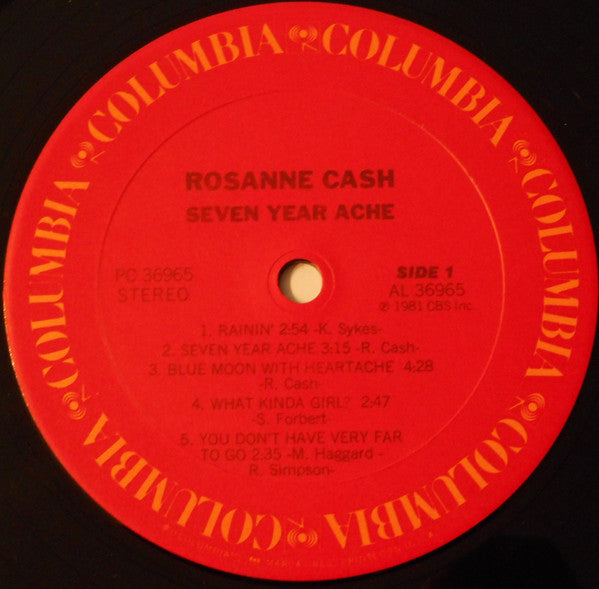 COLUMBIA COLUMBIA COLUMBIA COLUMBIA COLUMBIA COLUMBIA
ROSANNE CASH
SEVEN YEAR ACHE
PC 36965
STEREO
SIDE 1
AL 36965
℗ 1981 CBS Inc.
1. RAININ' 2:54 -K. Sykes-
2. SEVEN YEAR ACHE 3:15 -R. Cash-
3. BLUE MOON WITH HEARTACHE 4:28
-R. Cash-
4. WHAT KINDA GIRL? 2:47
-S. Forbert-
5. YOU DON'T HAVE VERY FAR
TO GO 2:35 -M. Haggard -
R. Simpson-